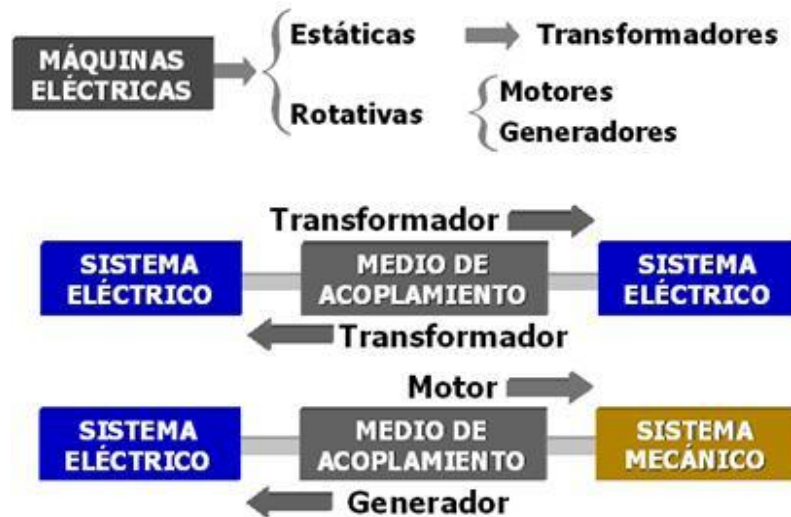 MÁQUINAS
ELÉCTRICAS
Estáticas
Transformadores
Rotativas
Motores
Generadores
Transformador
SISTEMA
ELÉCTRICO
MEDIO DE
ACOPLAMIENTO
SISTEMA
ELÉCTRICO
Transformador
Motor
SISTEMA
ELÉCTRICO
MEDIO DE
ACOPLAMIENTO
SISTEMA
MECÁNICO
Generador